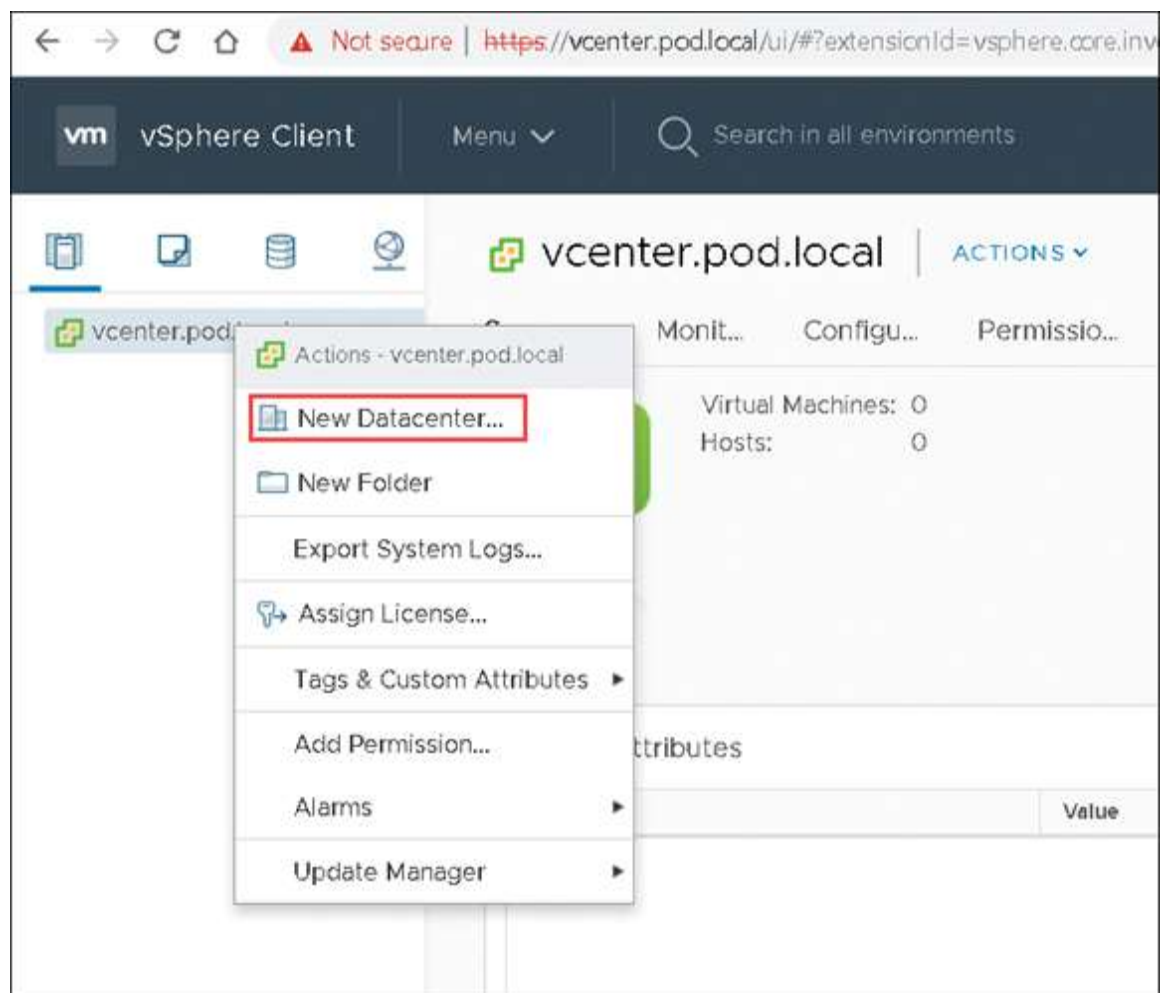 Not secure | https://vcenter.pod.local/ui/#?extensionId=vsphere.core.inv
vm vSphere Client Menu Search in all environments
vcenter.pod.local ACTIONS
vcenter.pod.
Monit... Configu... Permissio...
Actions - vcenter.pod.local
Virtual Machines: 0
Hosts: 0
New Datacenter...
New Folder
Export System Logs...
Assign License...
Tags & Custom Attributes
Add Permission...
ttributes
Alarms
Value
Update Manager